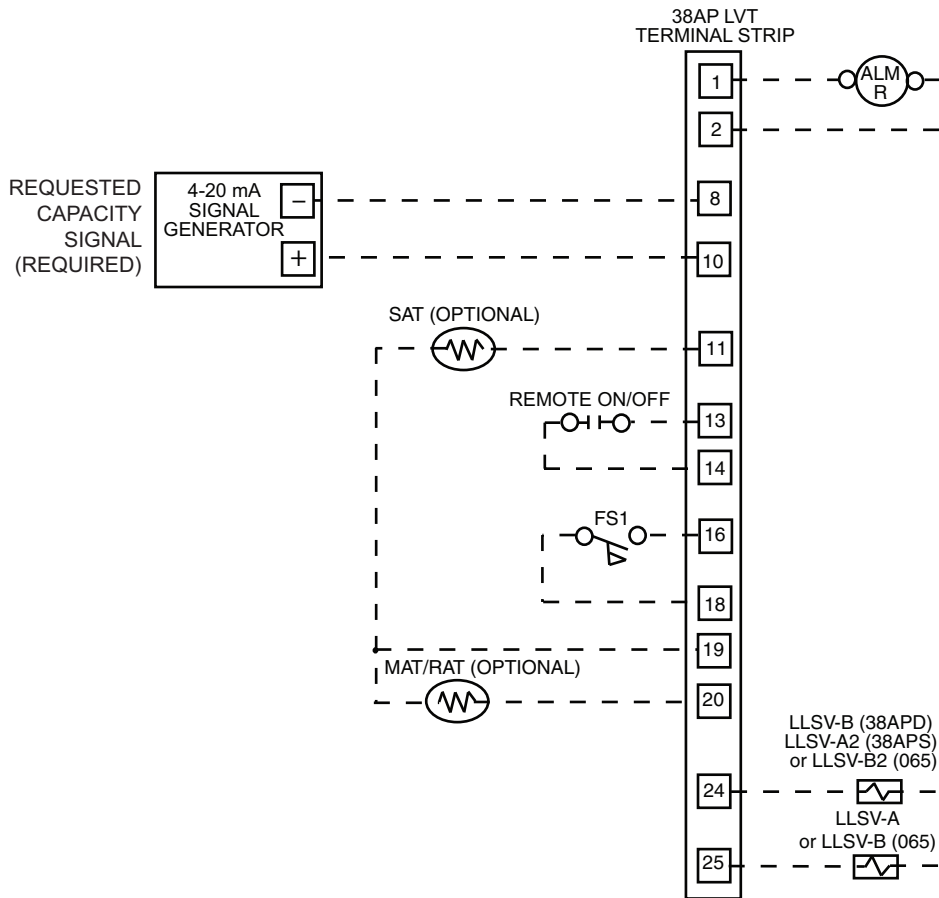 38AP LVT
TERMINAL STRIP
1
ALM
R
2
REQUESTED
CAPACITY
SIGNAL
(REQUIRED)
4-20 mA
SIGNAL
GENERATOR
−
+
8
10
SAT (OPTIONAL)
11
REMOTE ON/OFF
13
14
FS1
16
18
19
MAT/RAT (OPTIONAL)
20
LLSV-B (38APD)
LLSV-A2 (38APS)
or LLSV-B2 (065)
24
LLSV-A
or LLSV-B (065)
25